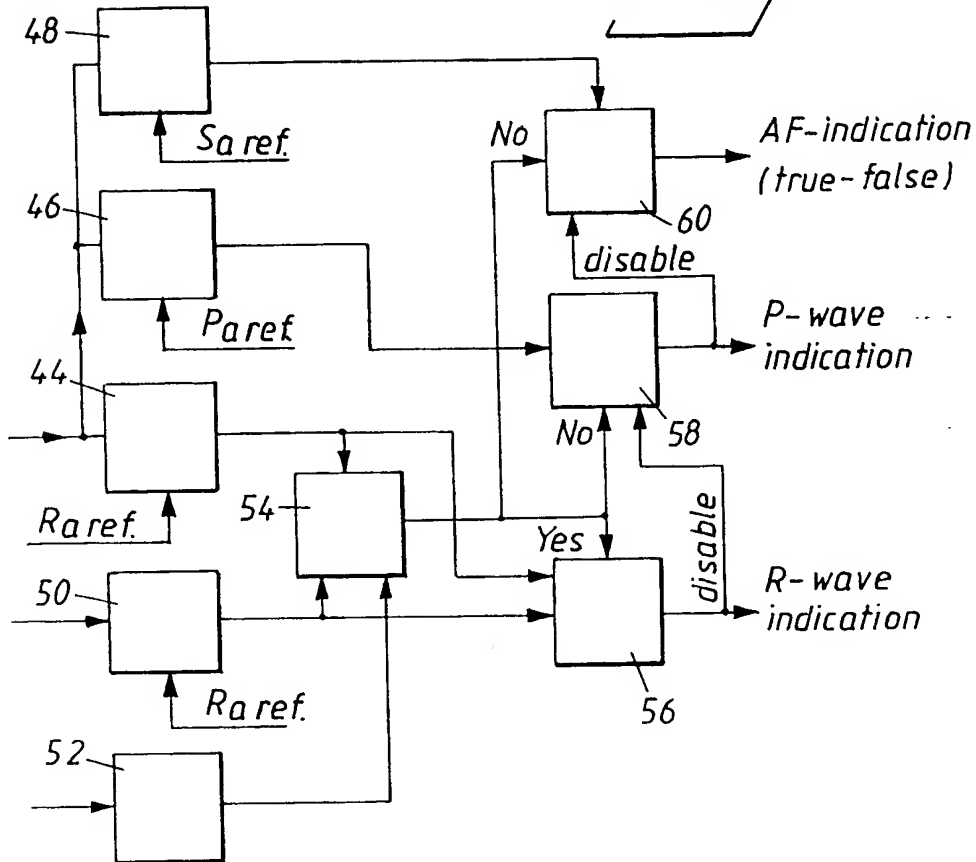 48
Sa ref.
No
AF-indication
(true-false)
60
46
disable
Pa ref.
P-wave
indication
58
No
44
Ra ref.
54
Yes
disable
50
R-wave
indication
Ra ref.
56
52